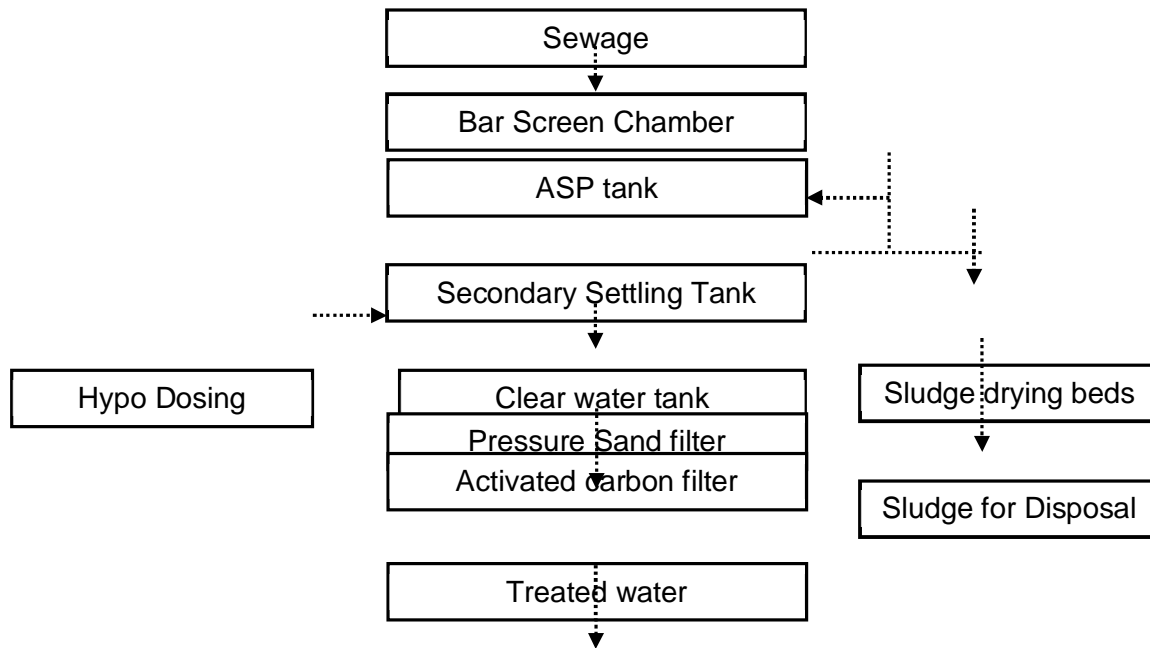 Sewage
Bar Screen Chamber
ASP tank
Secondary Settling Tank
Hypo Dosing
Clear water tank
Sludge drying beds
Pressure Sand filter
Activated carbon filter
Sludge for Disposal
Treated water